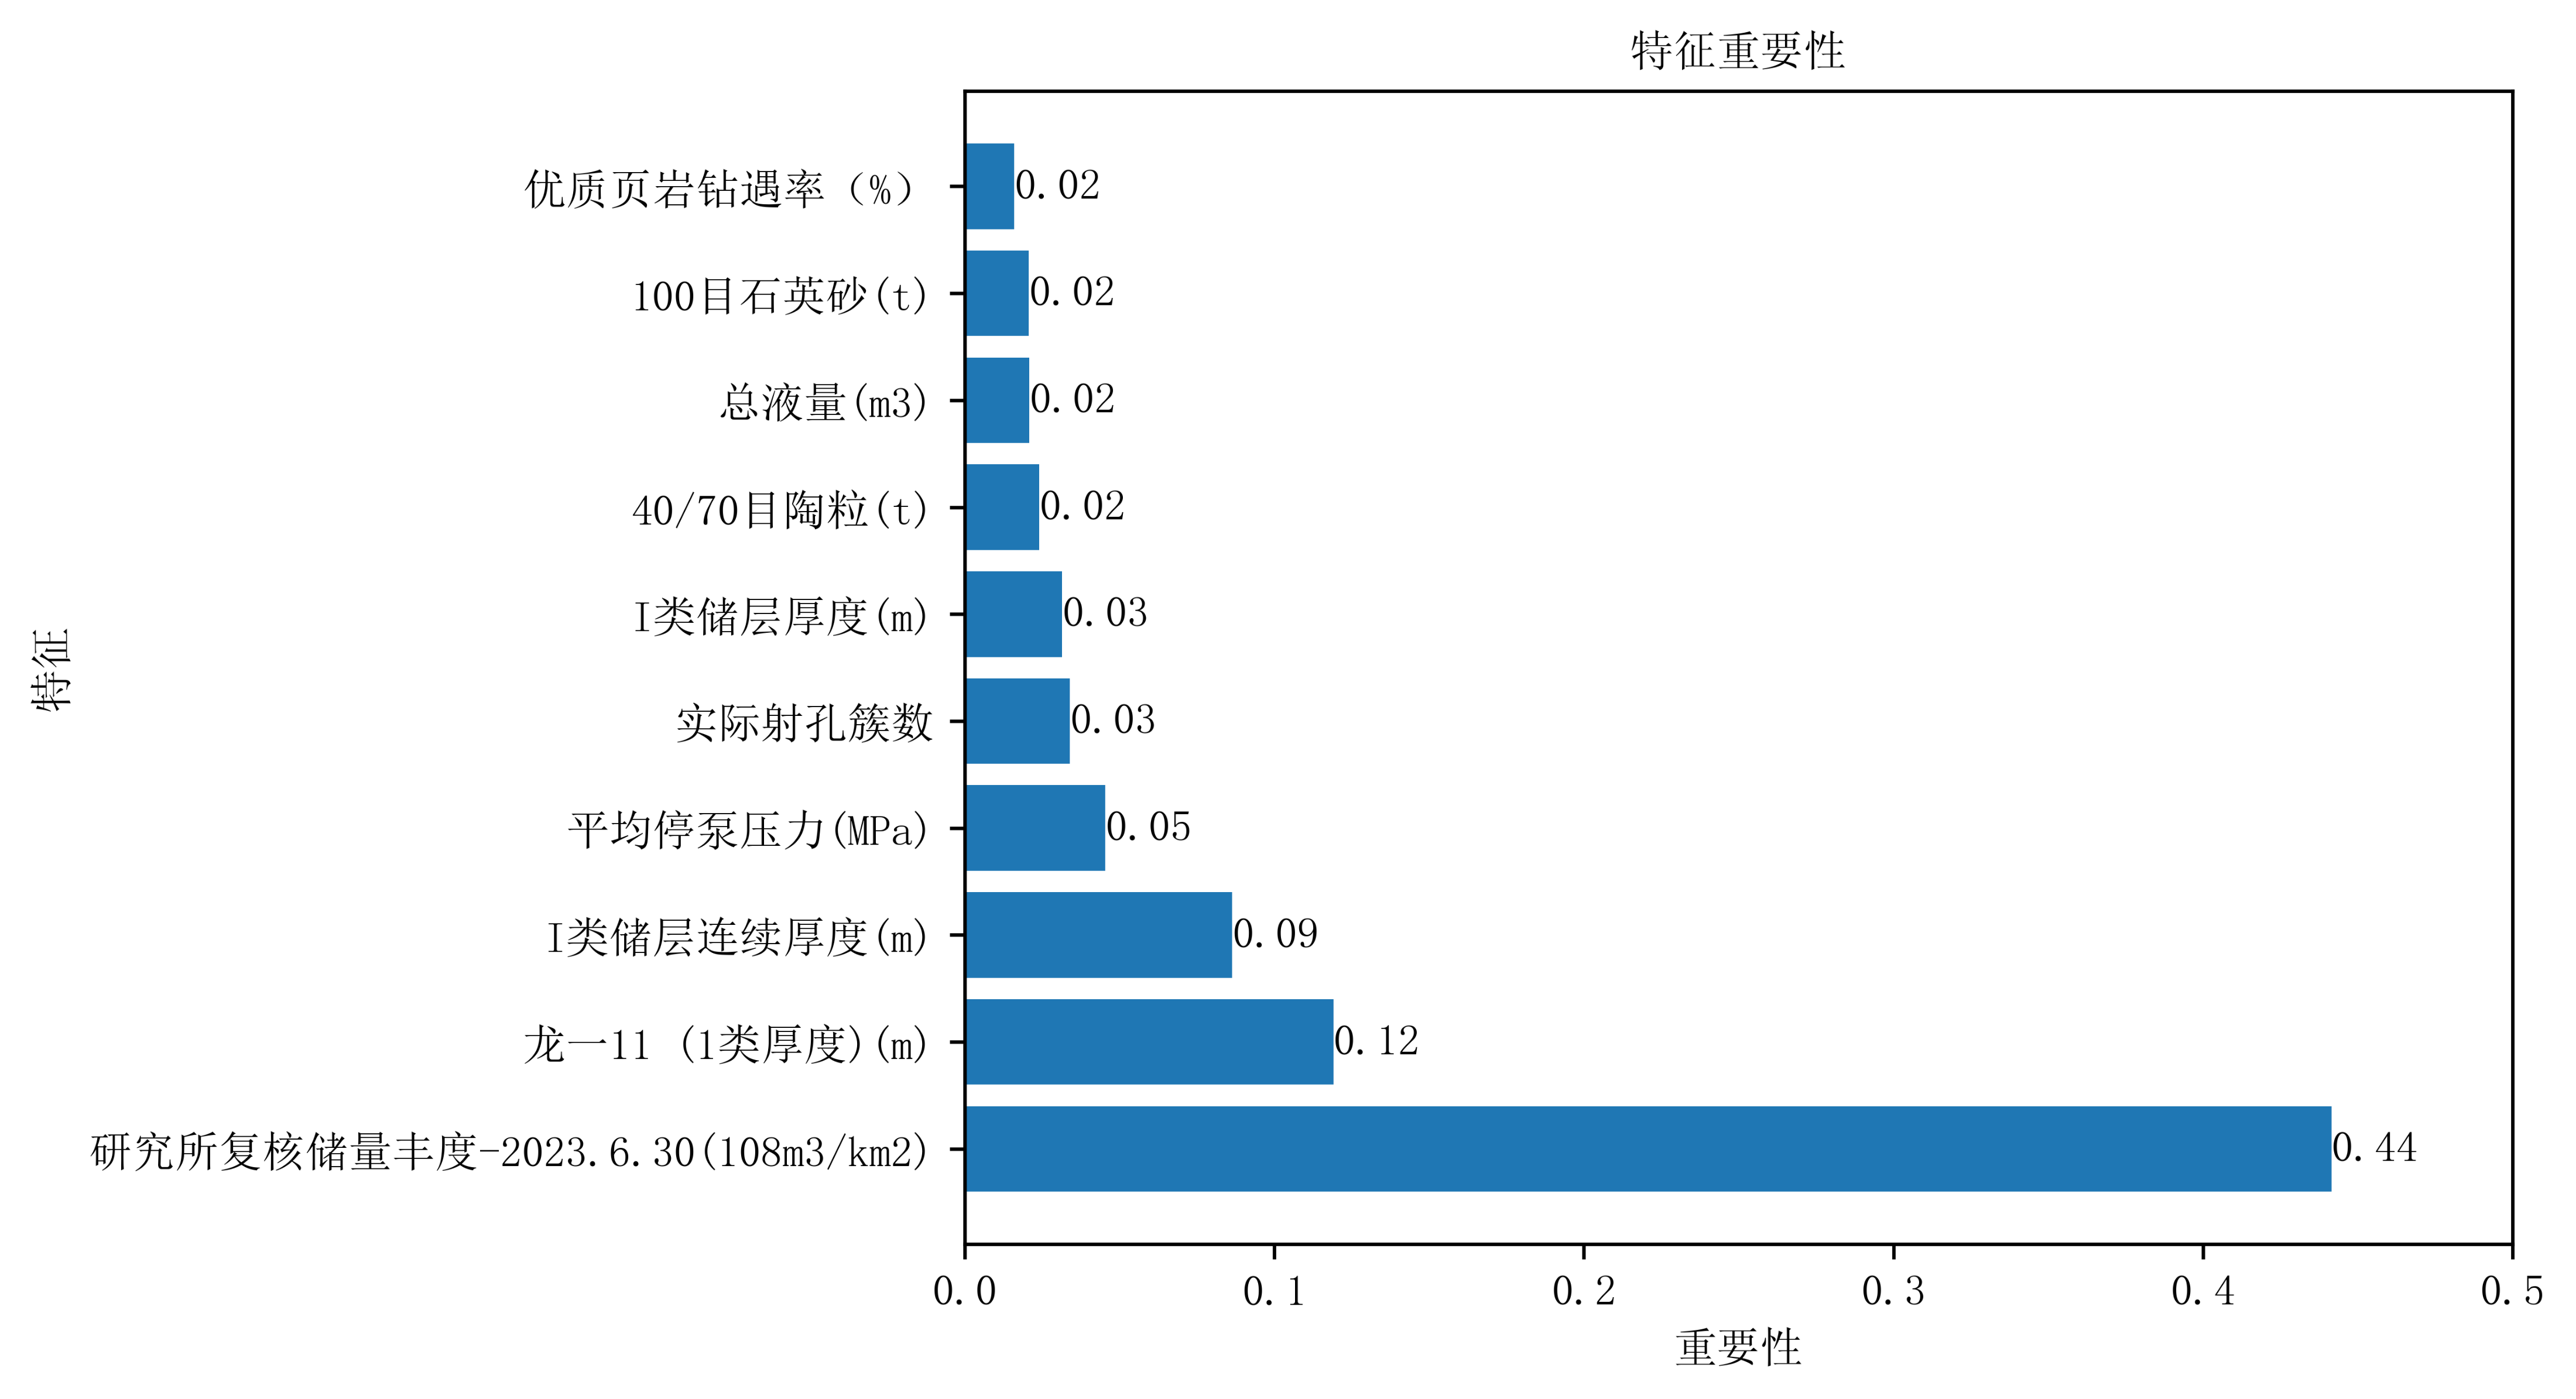 特征重要性
特征
优质页岩钻遇率（%） 0.02
100目石英砂(t) 0.02
总液量(m3) 0.02
40/70目陶粒(t) 0.02
I类储层厚度(m) 0.03
实际射孔簇数 0.03
平均停泵压力(MPa) 0.05
I类储层连续厚度(m) 0.09
龙一11 (1类厚度)(m) 0.12
研究所复核储量丰度-2023.6.30(108m3/km2) 0.44
0.0 0.1 0.2 0.3 0.4 0.5
重要性